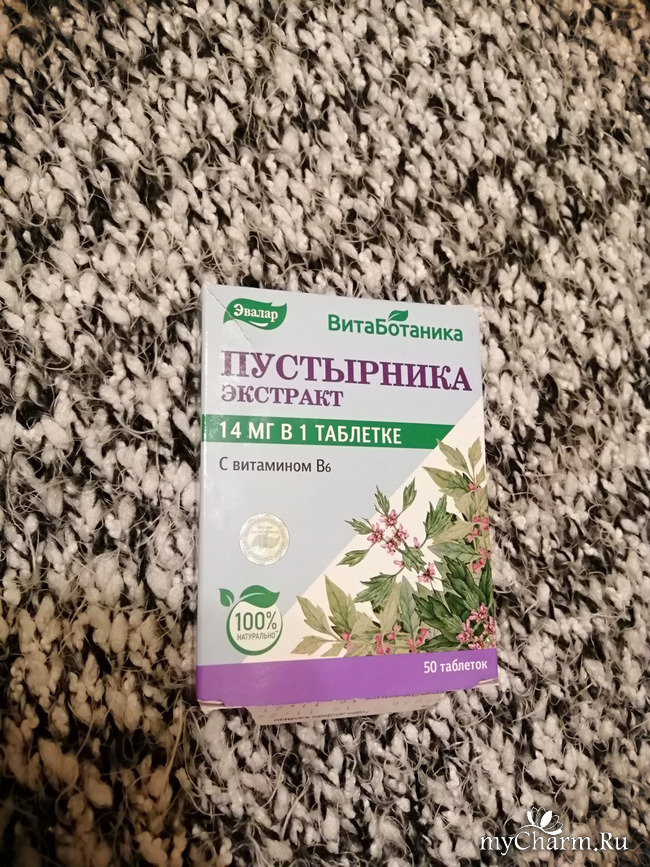 Эвалар
ВитаБотаника
ПУСТЫРНИКА
ЭКСТРАКТ
14 МГ В 1 ТАБЛЕТКЕ
С витамином B6
100%
НАТУРАЛЬНО
50 таблеток
myCharm.Ru